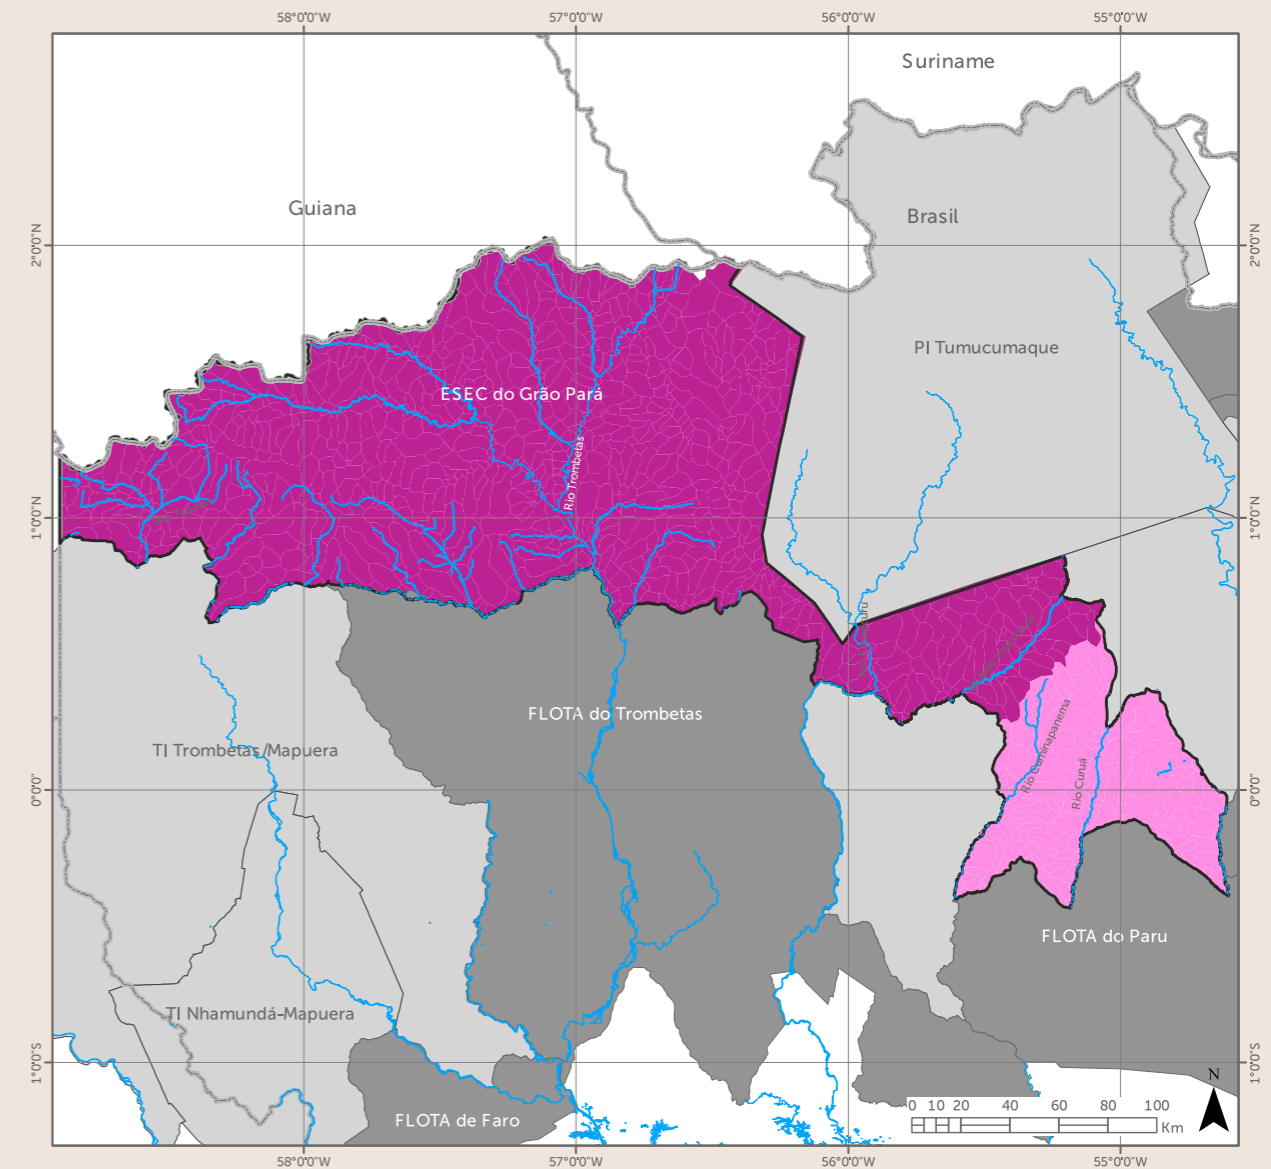 58°0'0"W
57°0'0"W
56°0'0"W
55°0'0"W
Suriname
Guiana
Brasil
2°0'0"N
2°0'0"N
PI Tumucumaque
ESEC do Grão Pará
Rio Trombetas
1°0'0"N
1°0'0"N
FLOTA do Trombetas
TI Trombetas/Mapuera
Rio Cuminapanema
Rio Curuá
0°0'0"
0°0'0"
FLOTA do Paru
TI Nhamundá-Mapuera
1°0'0"S
1°0'0"S
FLOTA de Faro
N
0 10 20 40 60 80 100
Km
58°0'0"W
57°0'0"W
56°0'0"W
55°0'0"W